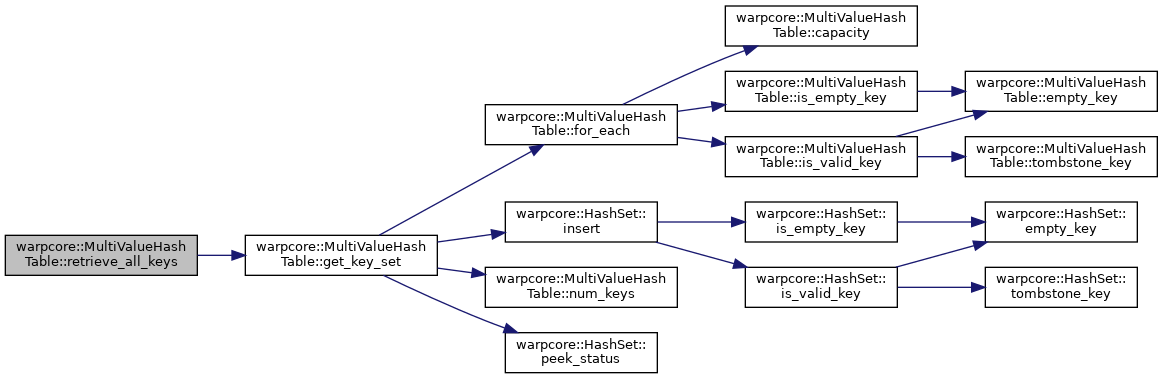 warpcore::MultiValueHash
Table::retrieve_all_keys
warpcore::MultiValueHash
Table::get_key_set
warpcore::MultiValueHash
Table::for_each
warpcore::MultiValueHash
Table::capacity
warpcore::MultiValueHash
Table::is_empty_key
warpcore::MultiValueHash
Table::empty_key
warpcore::MultiValueHash
Table::is_valid_key
warpcore::MultiValueHash
Table::tombstone_key
warpcore::HashSet::
insert
warpcore::HashSet::
is_empty_key
warpcore::HashSet::
empty_key
warpcore::HashSet::
is_valid_key
warpcore::HashSet::
tombstone_key
warpcore::MultiValueHash
Table::num_keys
warpcore::HashSet::
peek_status